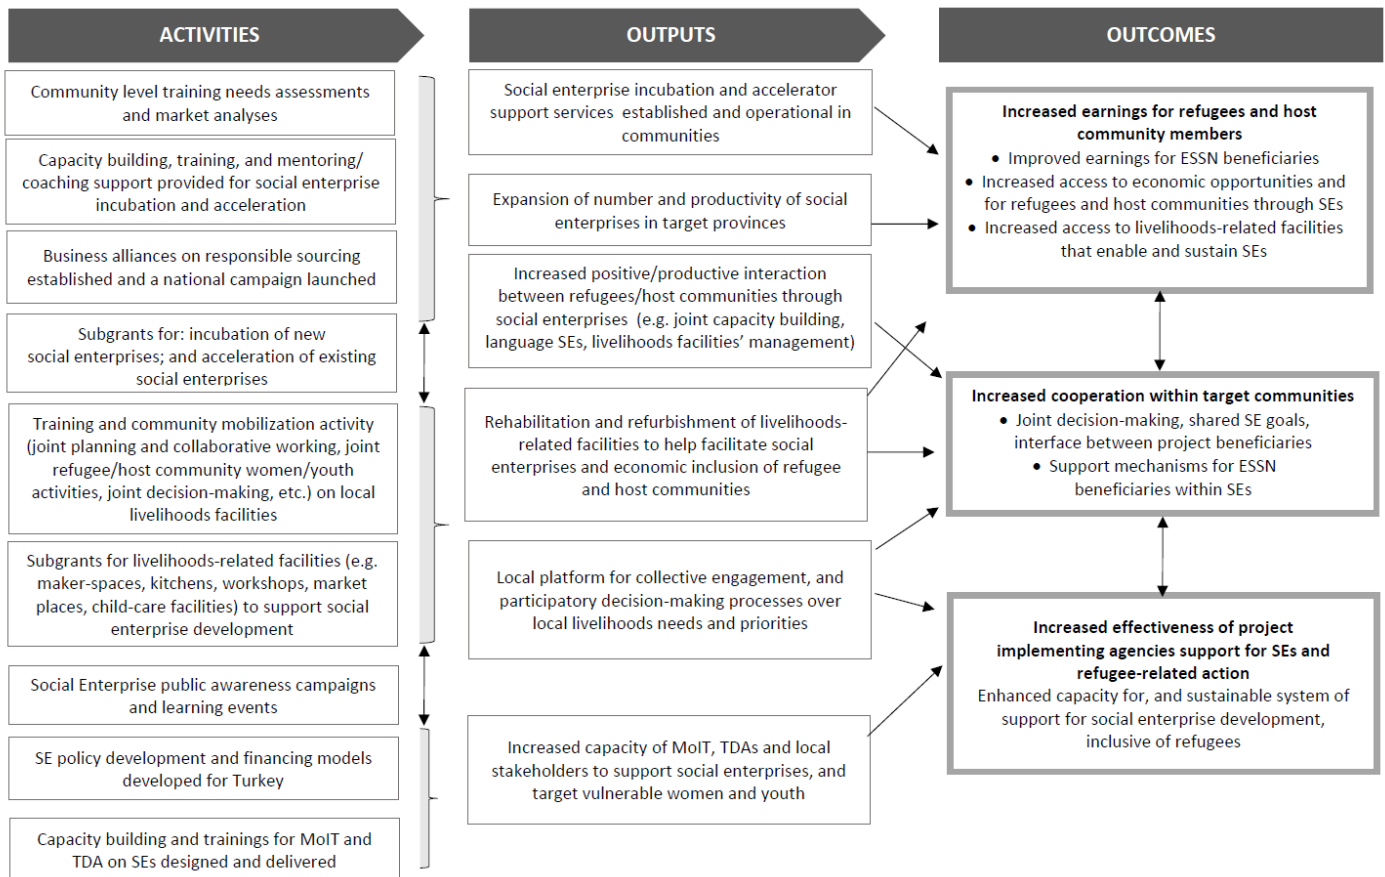 ACTIVITIES
Community level training needs assessments
and market analyses
Capacity building, training, and mentoring/
coaching support provided for social enterprise
incubation and acceleration
Business alliances on responsible sourcing
established and a national campaign launched
Subgrants for: incubation of new
social enterprises; and acceleration of existing
social enterprises
Training and community mobilization activity
(joint planning and collaborative working, joint
refugee/host community women/youth
activities, joint decision-making, etc.) on local
livelihoods facilities
Subgrants for livelihoods-related facilities (e.g.
maker-spaces, kitchens, workshops, market
places, child-care facilities) to support social
enterprise development
Social Enterprise public awareness campaigns
and learning events
SE policy development and financing models
developed for Turkey
Capacity building and trainings for MoIT and
TDA on SEs designed and delivered
OUTPUTS
Social enterprise incubation and accelerator
support services established and operational in
communities
Expansion of number and productivity of social
enterprises in target provinces
Increased positive/productive interaction
between refugees/host communities through
social enterprises (e.g. joint capacity building,
language SEs, livelihoods facilities’ management)
Rehabilitation and refurbishment of livelihoods-
related facilities to help facilitate social
enterprises and economic inclusion of refugee
and host communities
Local platform for collective engagement, and
participatory decision-making processes over
local livelihoods needs and priorities
Increased capacity of MoIT, TDAs and local
stakeholders to support social enterprises, and
target vulnerable women and youth
OUTCOMES
Increased earnings for refugees and host
community members
• Improved earnings for ESSN beneficiaries
• Increased access to economic opportunities and
for refugees and host communities through SEs
• Increased access to livelihoods-related facilities
that enable and sustain SEs
Increased cooperation within target communities
• Joint decision-making, shared SE goals,
interface between project beneficiaries
• Support mechanisms for ESSN
beneficiaries within SEs
Increased effectiveness of project
implementing agencies support for SEs and
refugee-related action
Enhanced capacity for, and sustainable system of
support for social enterprise development,
inclusive of refugees